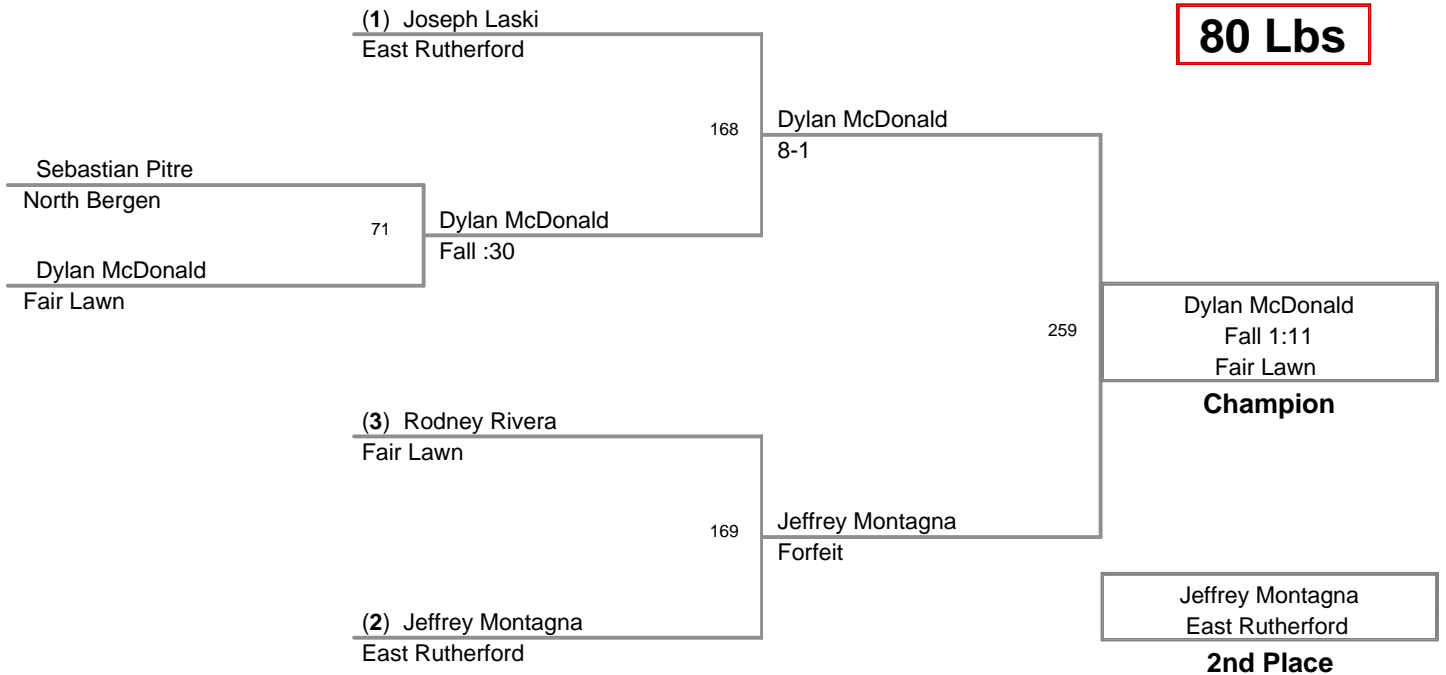 (1) Joseph Laski
East Rutherford
80 Lbs
168
Dylan McDonald
8-1
Sebastian Pitre
North Bergen
71
Dylan McDonald
Fall :30
Dylan McDonald
Fair Lawn
259
Dylan McDonald
Fall 1:11
Fair Lawn
Champion
(3) Rodney Rivera
Fair Lawn
169
Jeffrey Montagna
Forfeit
(2) Jeffrey Montagna
East Rutherford
Jeffrey Montagna
East Rutherford
2nd Place